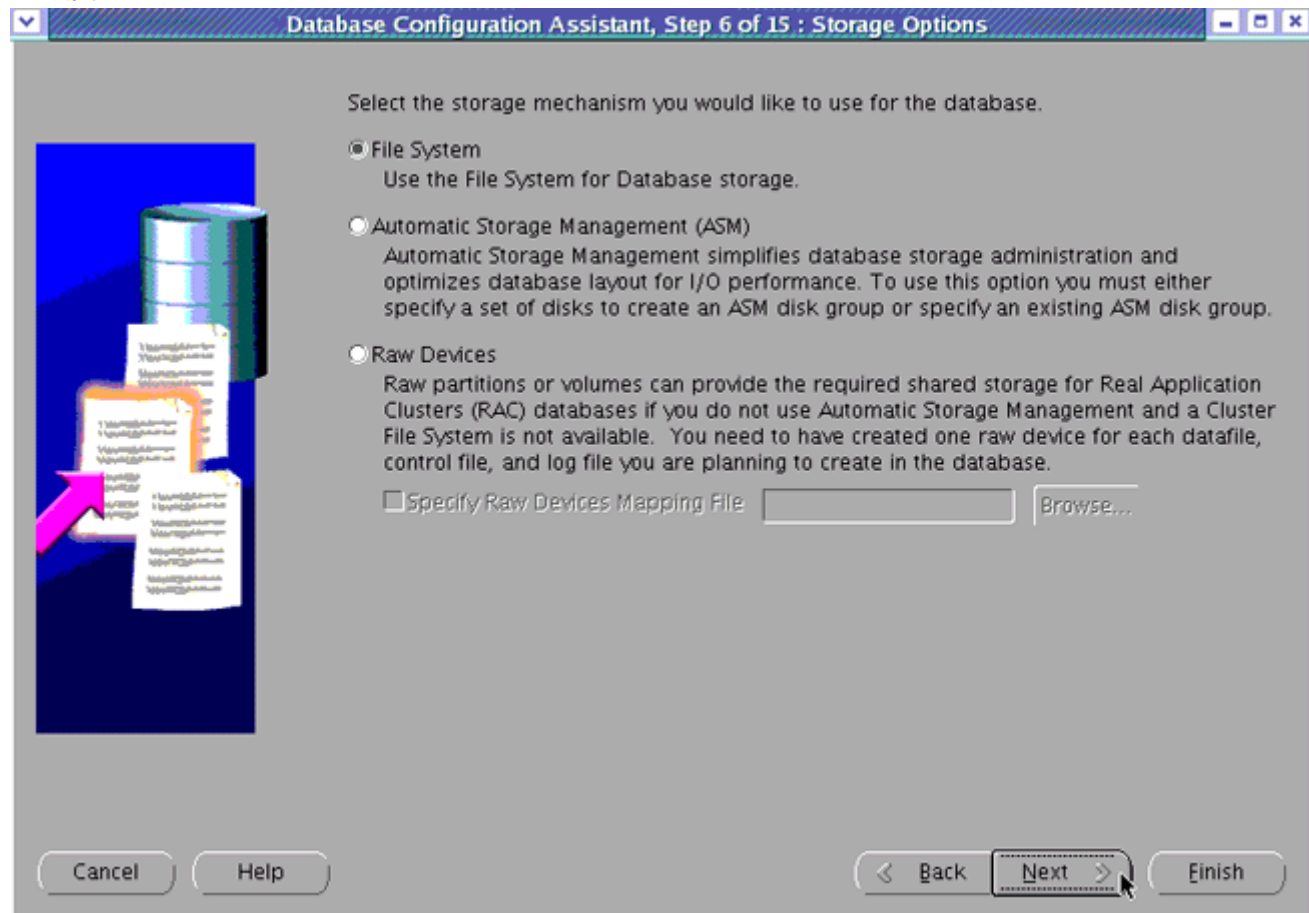 Database Configuration Assistant, Step 6 of 15 : Storage Options
Select the storage mechanism you would like to use for the database.
File System
Use the File System for Database storage.
Automatic Storage Management (ASM)
Automatic Storage Management simplifies database storage administration and
optimizes database layout for I/O performance. To use this option you must either
specify a set of disks to create an ASM disk group or specify an existing ASM disk group.
Raw Devices
Raw partitions or volumes can provide the required shared storage for Real Application
Clusters (RAC) databases if you do not use Automatic Storage Management and a Cluster
File System is not available.  You need to have created one raw device for each datafile,
control file, and log file you are planning to create in the database.
Specify Raw Devices Mapping File
Browse...
Cancel
Help
Back
Next
Finish